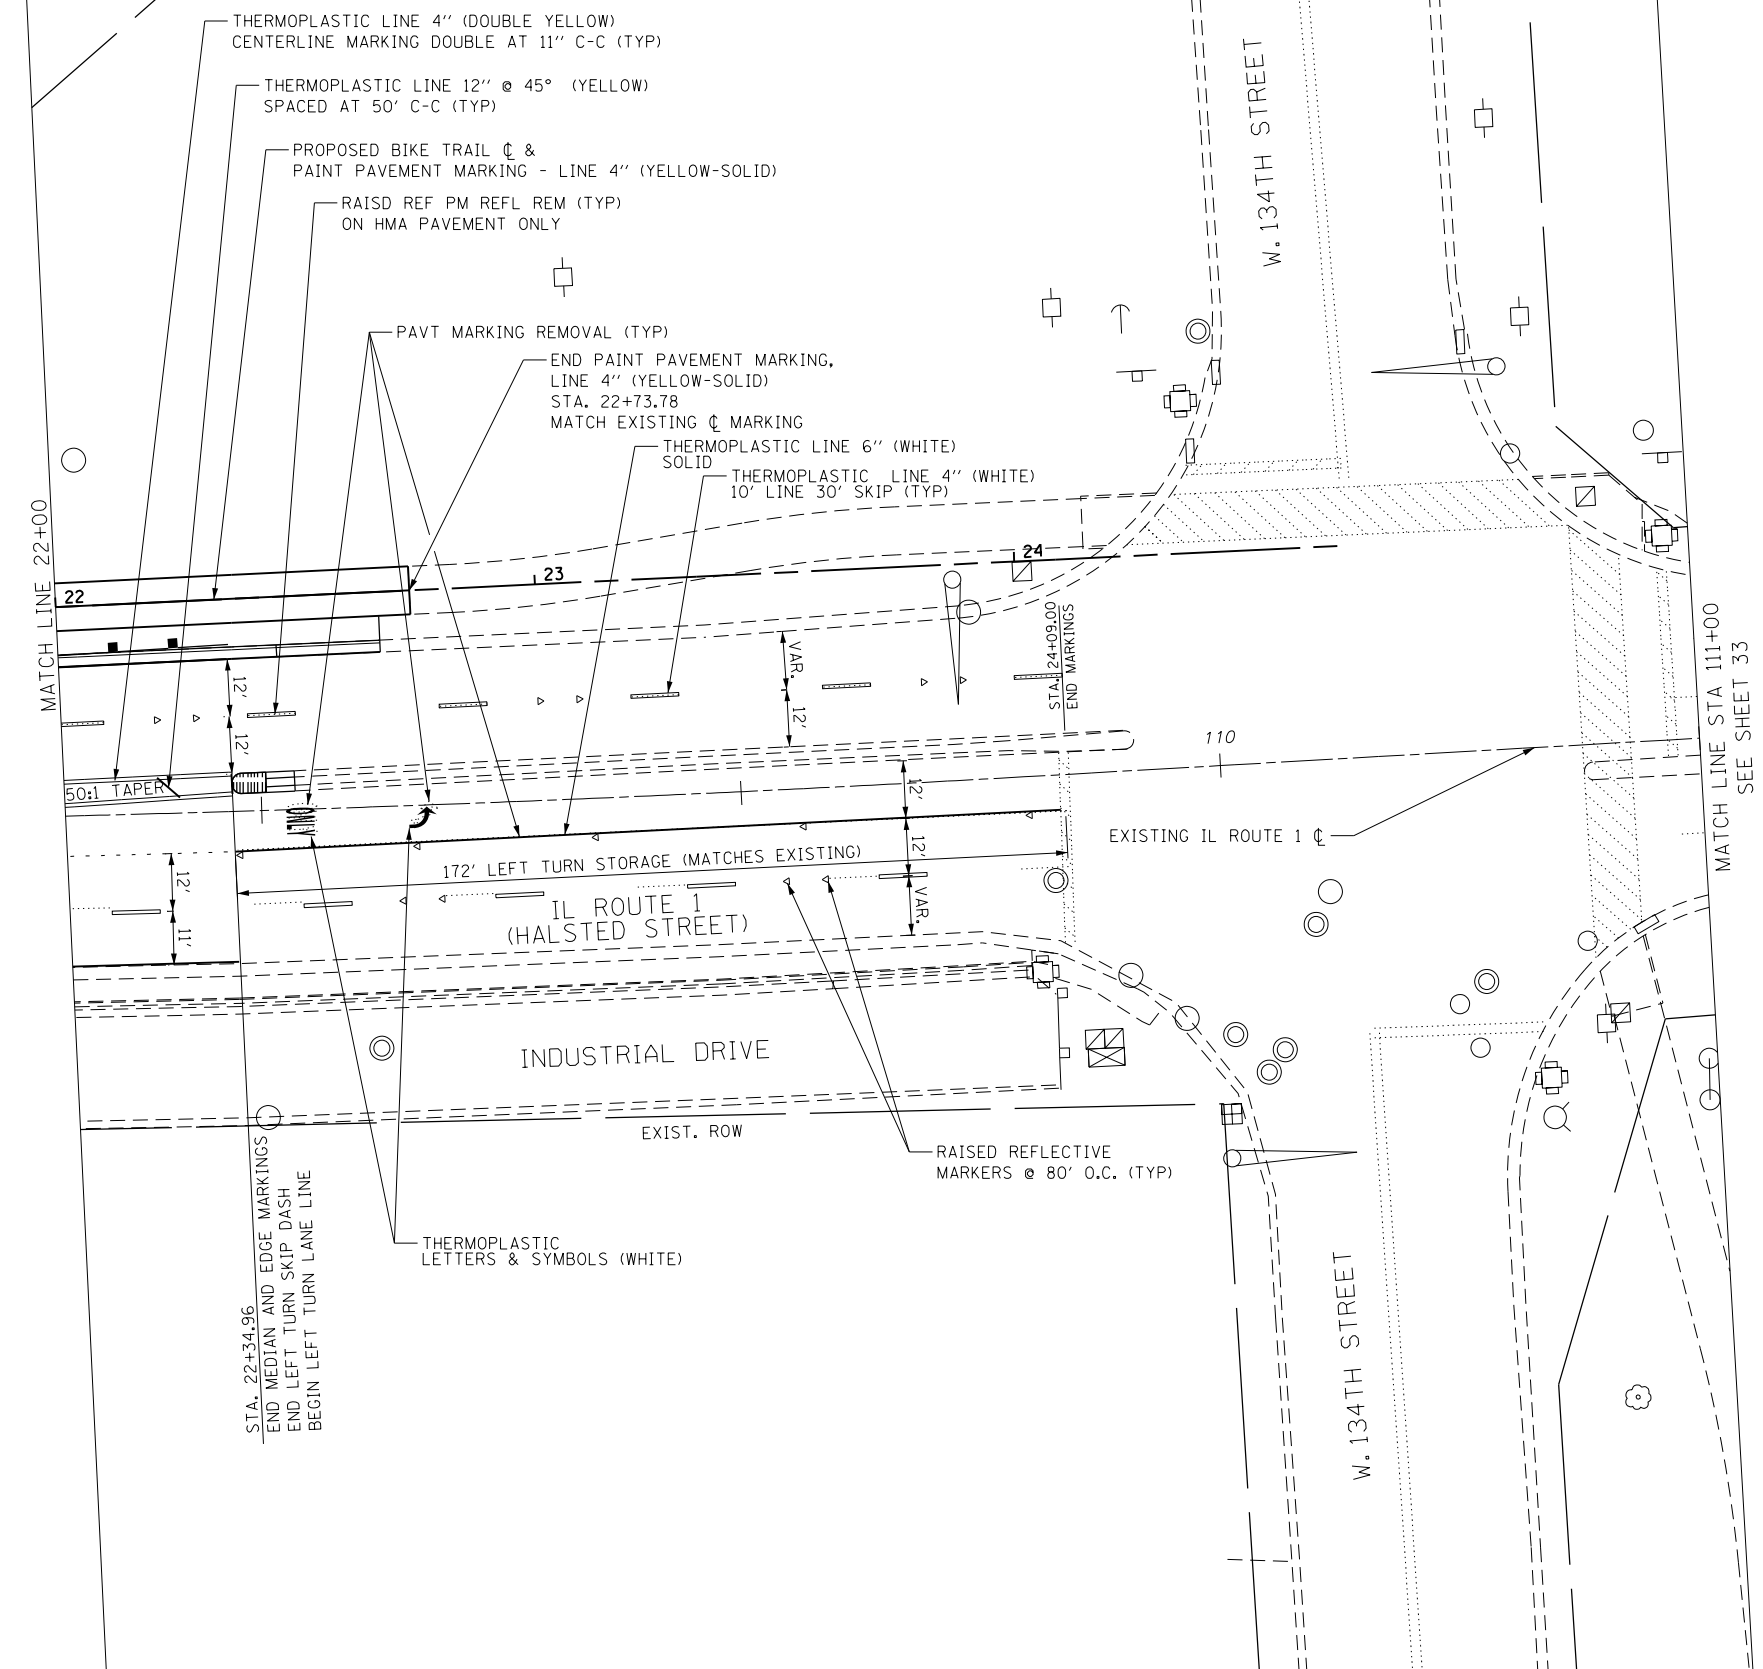 THERMOPLASTIC LINE 4'' (DOUBLE YELLOW)
CENTERLINE MARKING DOUBLE AT 11'' C-C (TYP)
THERMOPLASTIC LINE 12'' @ 45° (YELLOW)
SPACED AT 50' C-C (TYP)
PROPOSED BIKE TRAIL ℄ &
PAINT PAVEMENT MARKING - LINE 4'' (YELLOW-SOLID)
RAISD REF PM REFL REM (TYP)
ON HMA PAVEMENT ONLY
PAVT MARKING REMOVAL (TYP)
END PAINT PAVEMENT MARKING,
LINE 4'' (YELLOW-SOLID)
STA. 22+73.78
MATCH EXISTING ℄ MARKING
THERMOPLASTIC LINE 6'' (WHITE)
SOLID
THERMOPLASTIC LINE 4'' (WHITE)
10' LINE 30' SKIP (TYP)
W. 134TH STREET
MATCH LINE 22+00
22
23
24
STA. 24+09.00
END MARKINGS
VAR.
12'
12'
12'
50:1 TAPER
110
EXISTING IL ROUTE 1 ℄
MATCH LINE STA 111+00
SEE SHEET 33
12'
12'
VAR.
172' LEFT TURN STORAGE (MATCHES EXISTING)
12'
11'
IL ROUTE 1
(HALSTED STREET)
INDUSTRIAL DRIVE
EXIST. ROW
RAISED REFLECTIVE
MARKERS @ 80' O.C. (TYP)
THERMOPLASTIC
LETTERS & SYMBOLS (WHITE)
STA. 22+34.96
END MEDIAN AND EDGE MARKINGS
END LEFT TURN SKIP DASH
BEGIN LEFT TURN LANE LINE
W. 134TH STREET